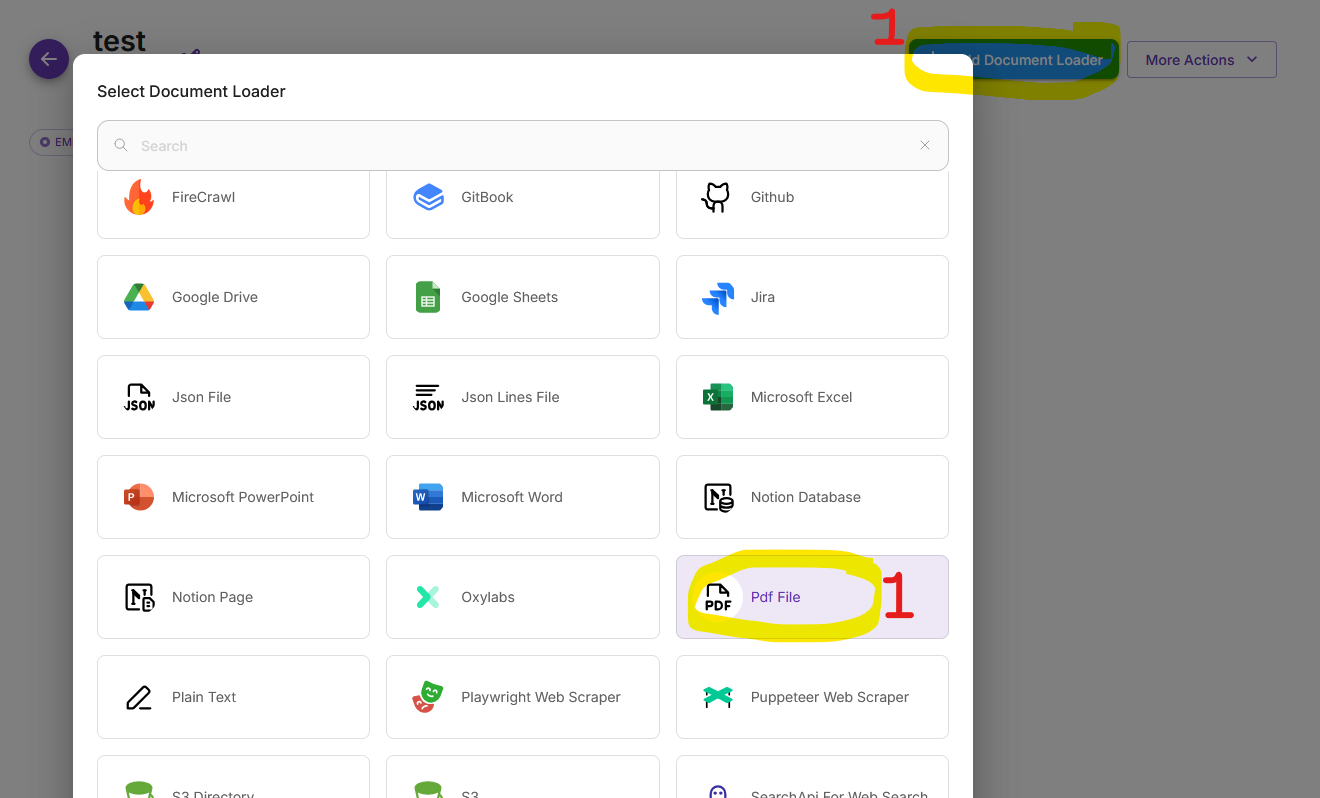 test
1
d Document Loader
More Actions
Select Document Loader
EM
Search
FireCrawl
GitBook
Github
Google Drive
Google Sheets
Jira
JSON
Json File
JSON
Json Lines File
X
Microsoft Excel
P
Microsoft PowerPoint
W
Microsoft Word
N
Notion Database
N
Notion Page
Oxylabs
PDF
Pdf File
1
Plain Text
Playwright Web Scraper
Puppeteer Web Scraper
S3 Directory
S3
SearchApi For Web Search